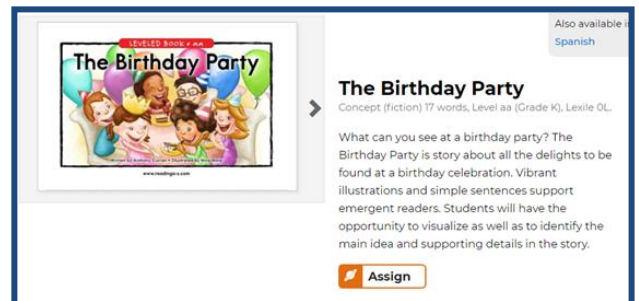 Also available i
Spanish
LEVELED BOOK • aa
The Birthday Party
www.readinga-z.com
The Birthday Party
Concept (fiction) 17 words, Level aa (Grade K), Lexile 0L.
What can you see at a birthday party? The
Birthday Party is story about all the delights to be
found at a birthday celebration. Vibrant
illustrations and simple sentences support
emergent readers. Students will have the
opportunity to visualize as well as to identify the
main idea and supporting details in the story.
Assign